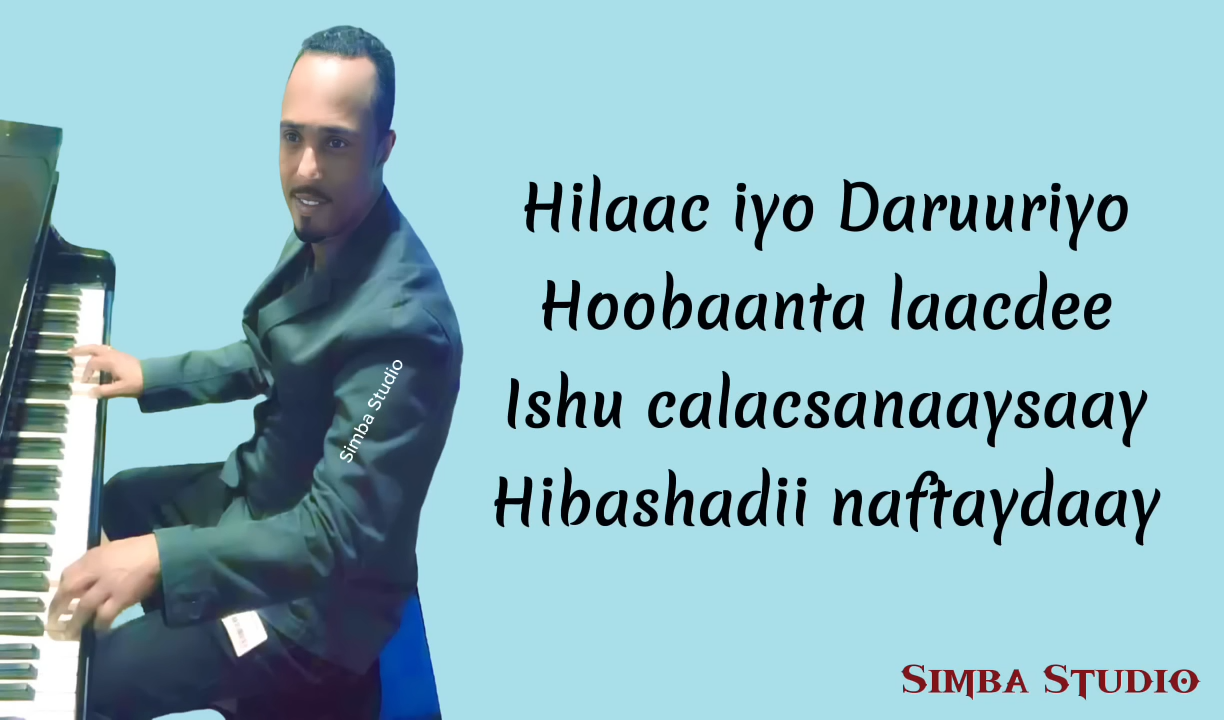 Hilaac iyo Daruuriyo
Hoobaanta laacdee
Ishu calacsanaaysaay
Hibashadii naftaydaay
Simba Studio
Simba Studio